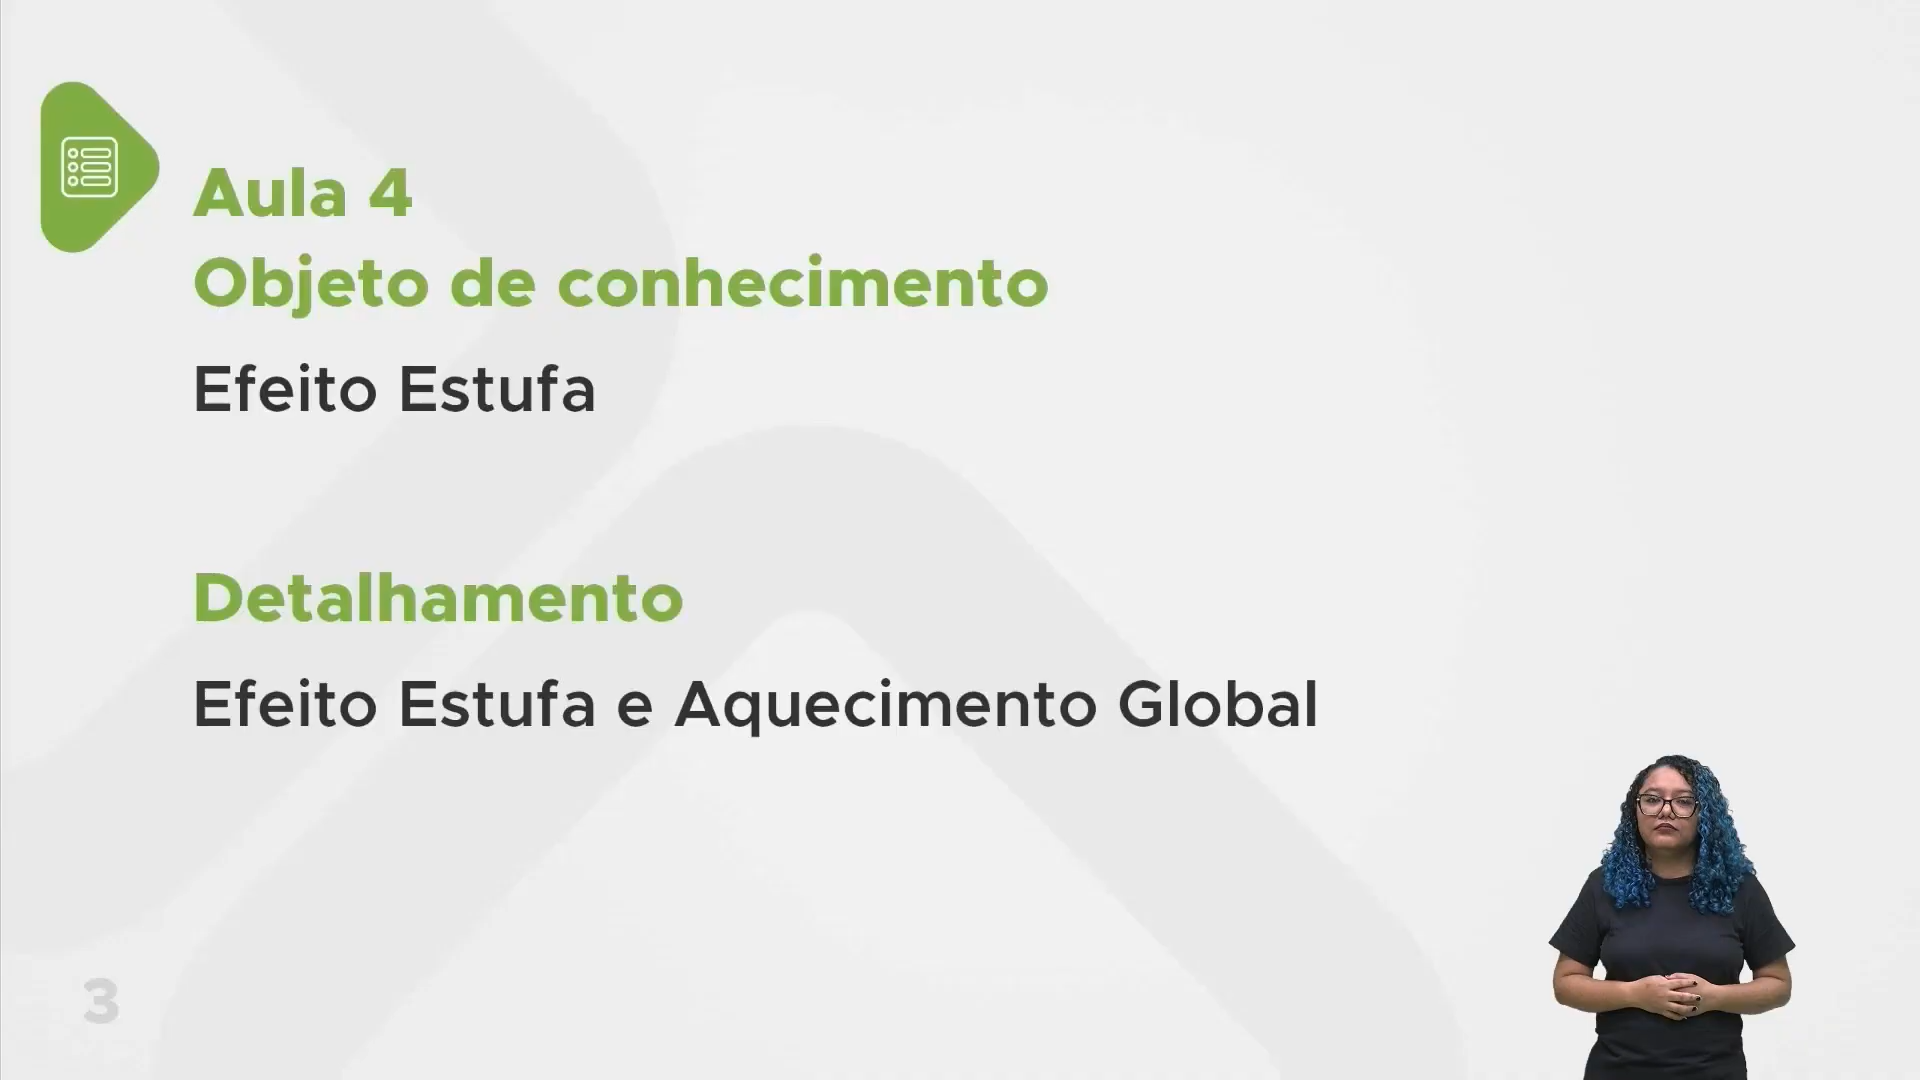 Aula 4
Objeto de conhecimento
Efeito Estufa
Detalhamento
Efeito Estufa e Aquecimento Global
3